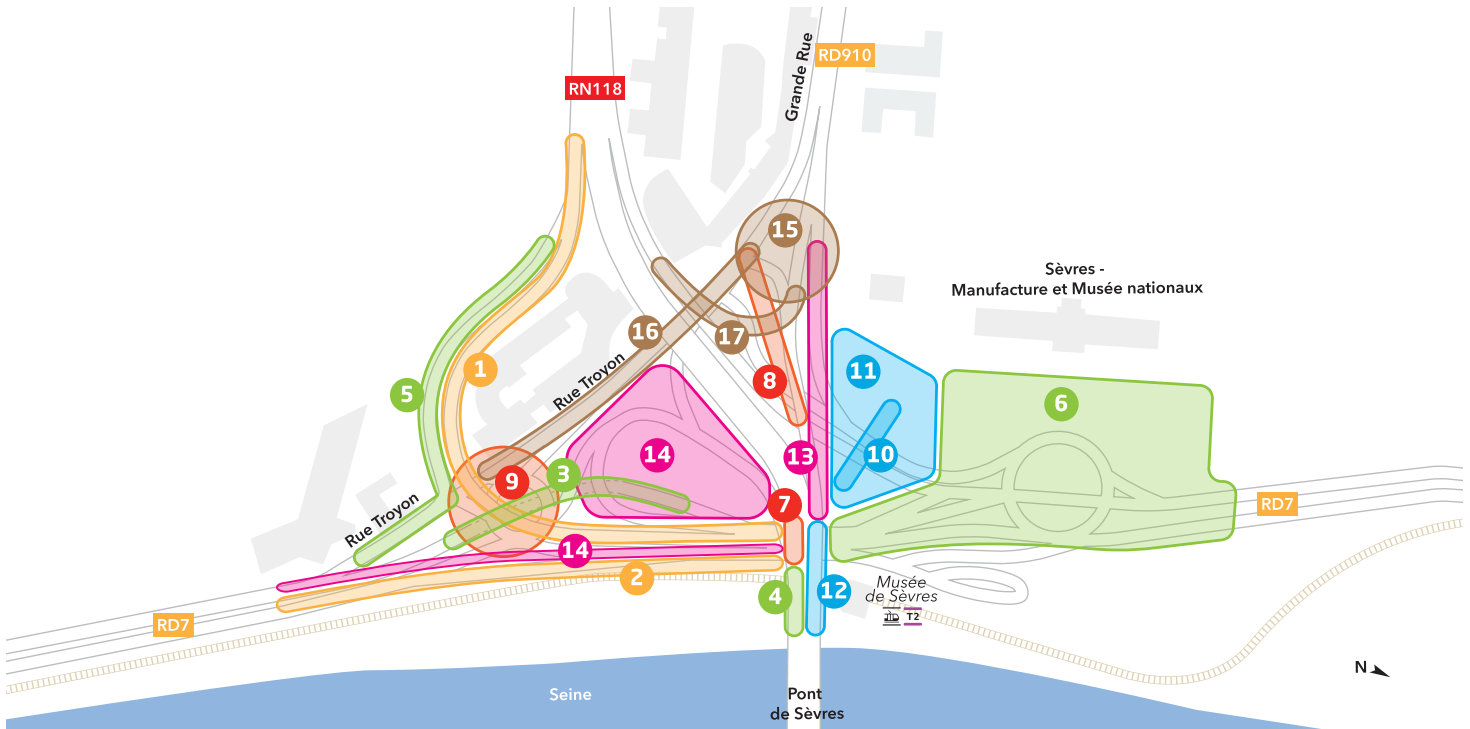 Grande Rue
RD910
RN118
15
Sèvres -
Manufacture et Musée nationaux
16
17
1
Rue Troyon
8
11
5
6
14
13
10
3
9
7
RD7
Rue Troyon
14
2
4
12
Musée
de Sèvres
T2
RD7
N
Seine
Pont
de Sèvres